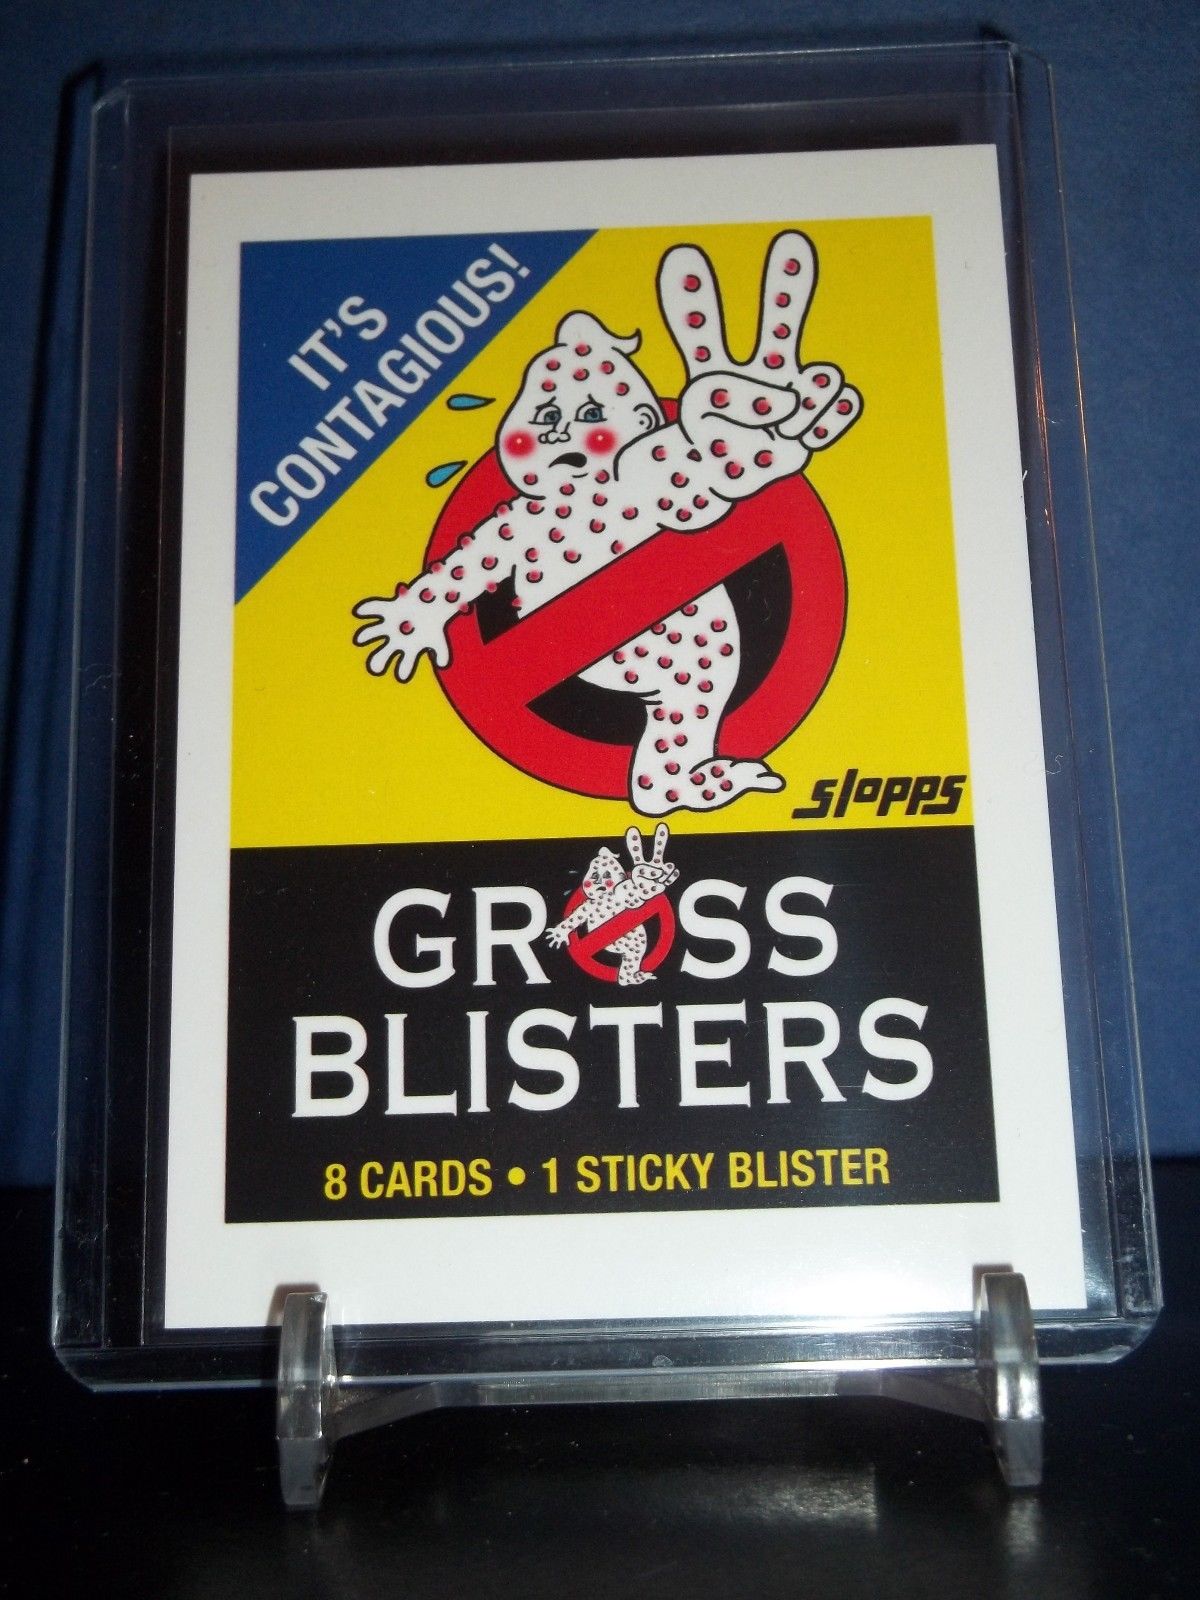 IT'S
CONTAGIOUS!
slopps
GROSS
BLISTERS
8 CARDS • 1 STICKY BLISTER